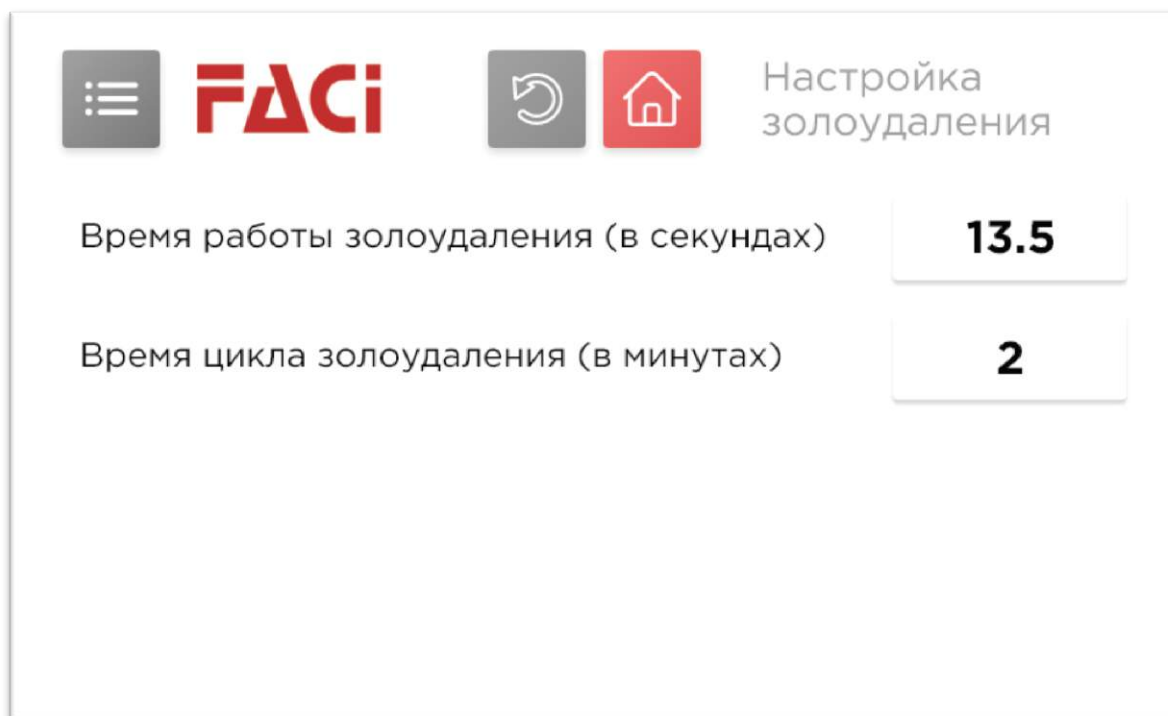 FACi
Настройка
золоудаления
Время работы золоудаления (в секундах)
13.5
Время цикла золоудаления (в минутах)
2